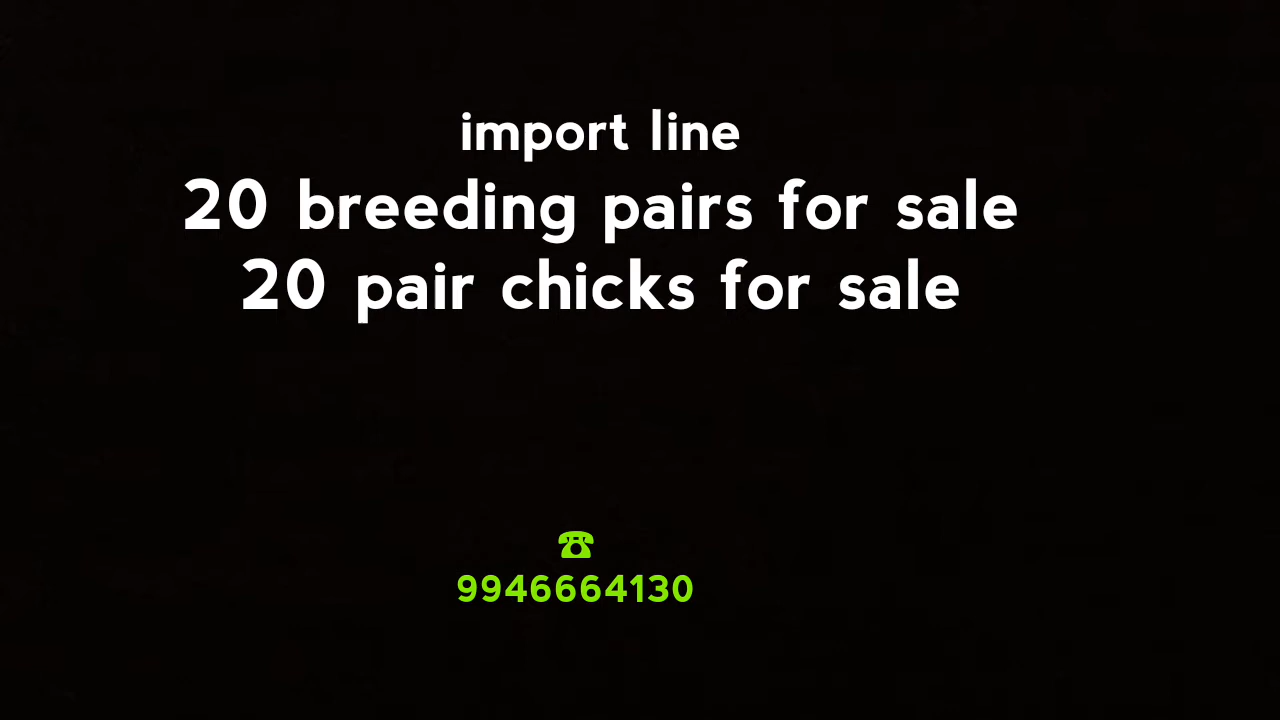 import line
20 breeding pairs for sale
20 pair chicks for sale
☎
9946664130